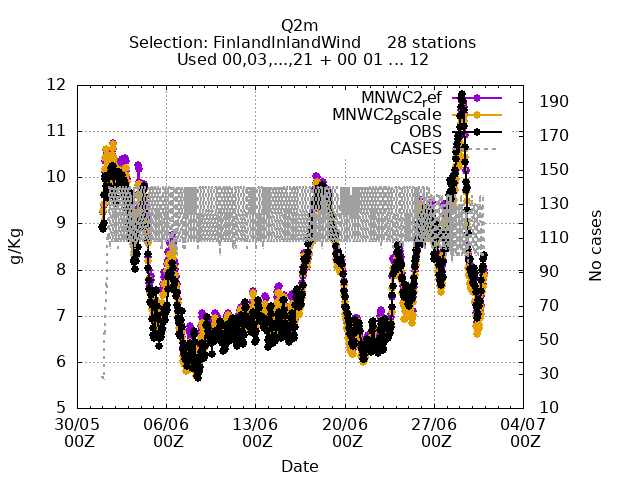 Q2m
Selection: FinlandInlandWind 28 stations
Used 00,03,...,21 + 00 01 ... 12
MNWC2_ref
MNWC2_Bscale
OBS
CASES
12
11
10
9
8
7
6
5
g/Kg
190
170
150
130
110
90
70
50
30
10
No cases
30/05 06/06 13/06 20/06 27/06 04/07
00Z 00Z 00Z 00Z 00Z 00Z
Date